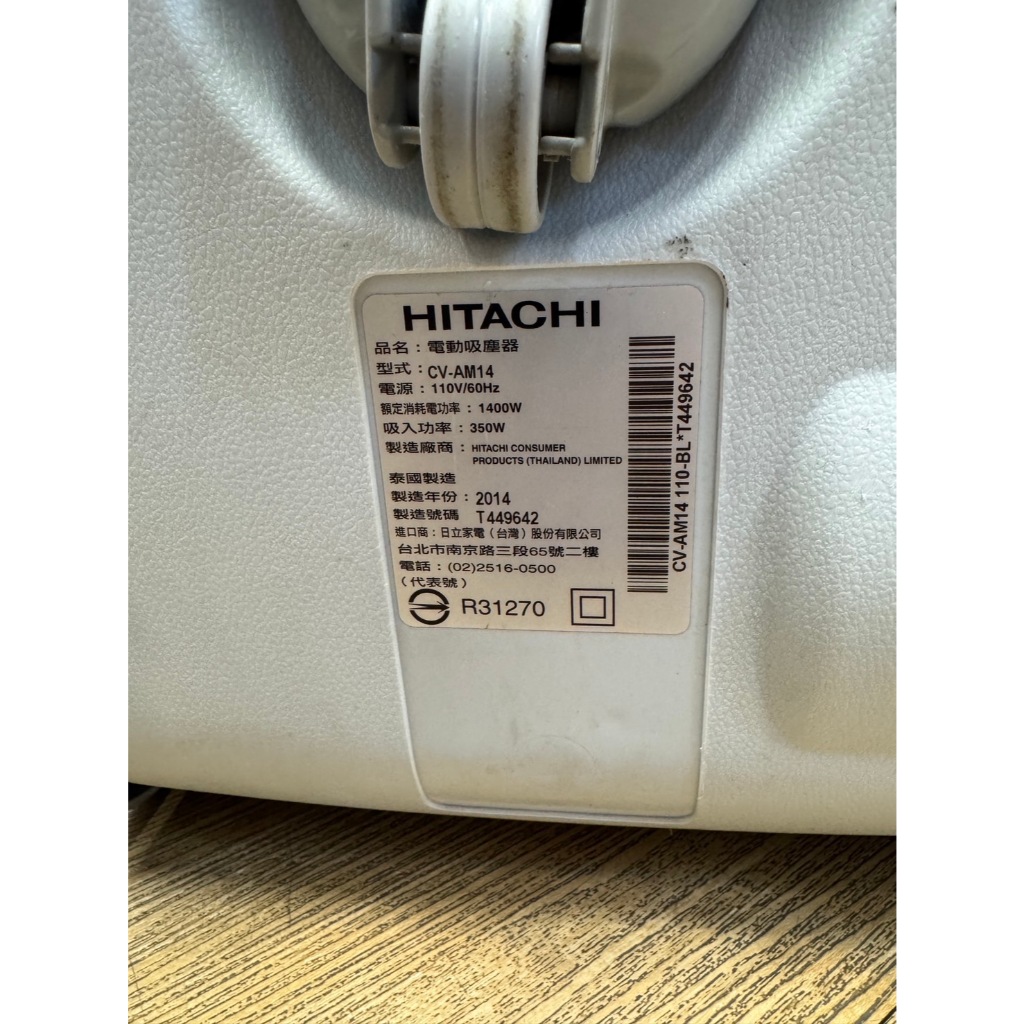 HITACHI
品名：電動吸塵器
型式：CV-AM14
電源：110V/60Hz
額定消耗電功率：1400W
吸入功率：350W
製造廠商：HITACHI CONSUMER
PRODUCTS (THAILAND) LIMITED
泰國製造
製造年份：2014
製造號碼 T449642
進口商：日立家電（台灣）股份有限公司
台北市南京路三段65號二樓
電話：(02)2516-0500
（代表號）
R31270
CV-AM14 110-BL*T449642